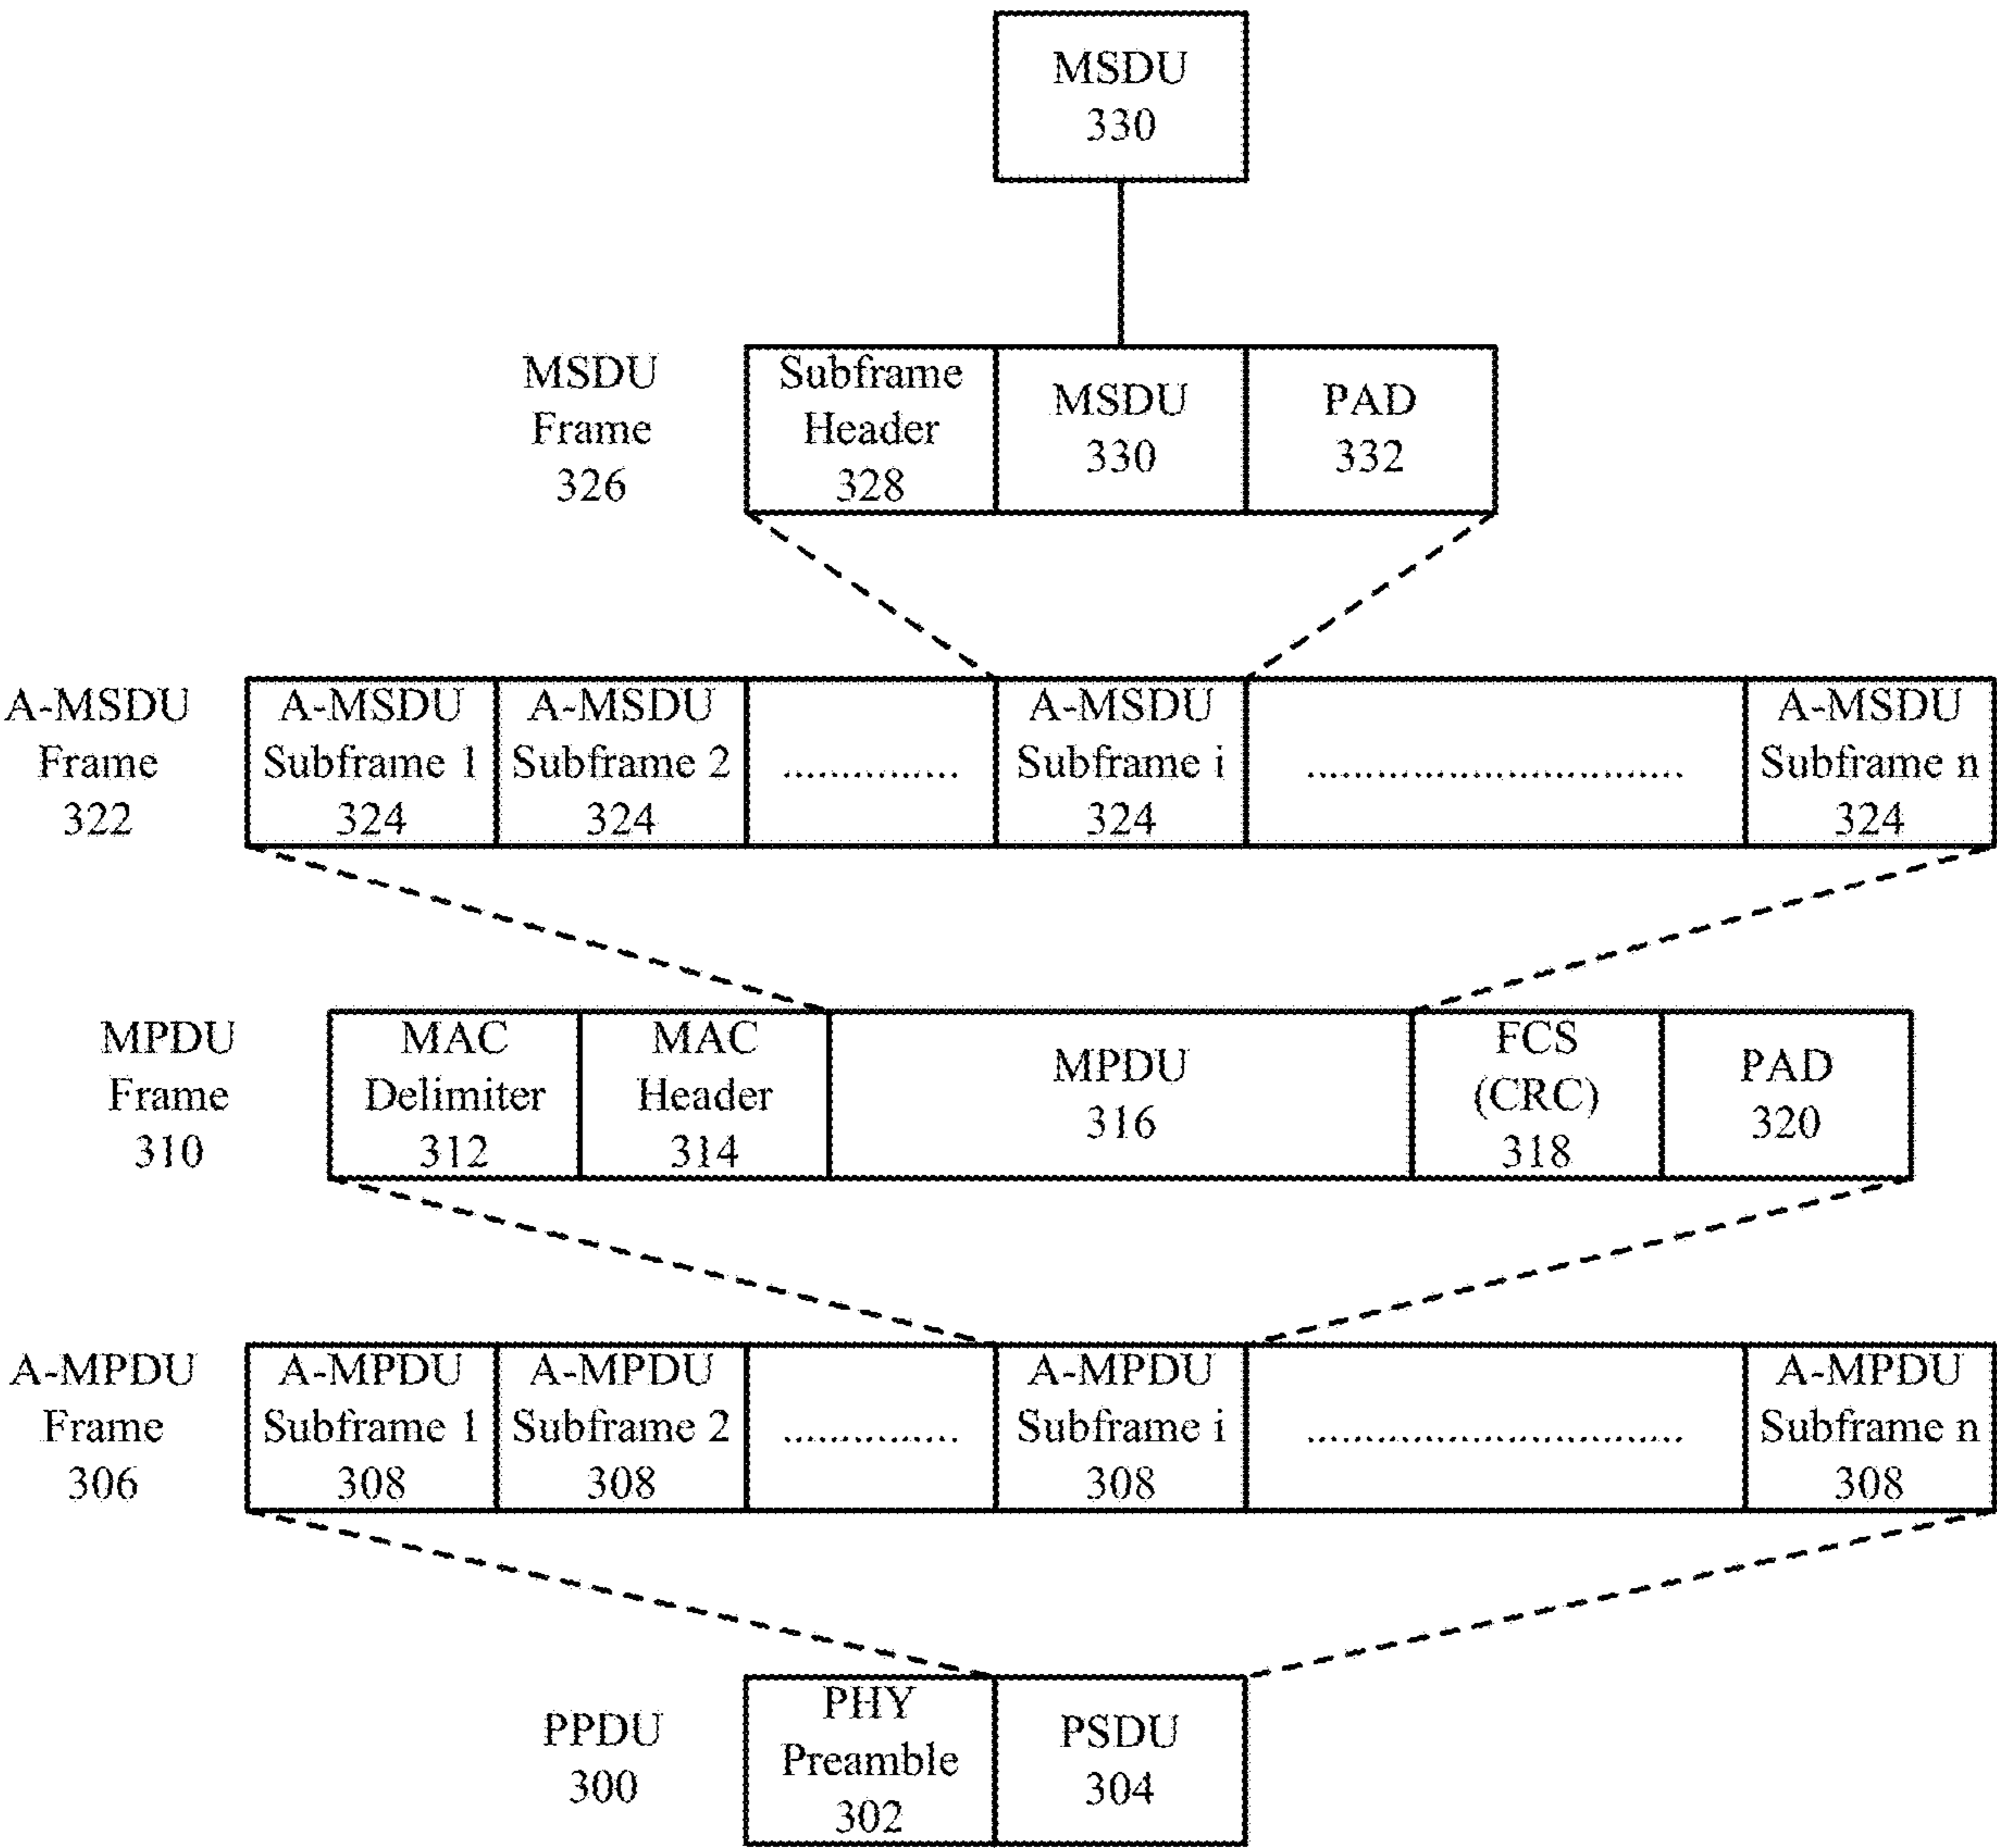 MSDU
330
MSDU
Frame
326
Subframe
Header
328
MSDU
330
PAD
332
A-MSDU
Frame
322
A-MSDU
Subframe 1
324
A-MSDU
Subframe 2
324
...............
A-MSDU
Subframe i
324
................................
A-MSDU
Subframe n
324
MPDU
Frame
310
MAC
Delimiter
312
MAC
Header
314
MPDU
316
FCS
(CRC)
318
PAD
320
A-MPDU
Frame
306
A-MPDU
Subframe 1
308
A-MPDU
Subframe 2
308
...............
A-MPDU
Subframe i
308
................................
A-MPDU
Subframe n
308
PPDU
300
PHY
Preamble
302
PSDU
304